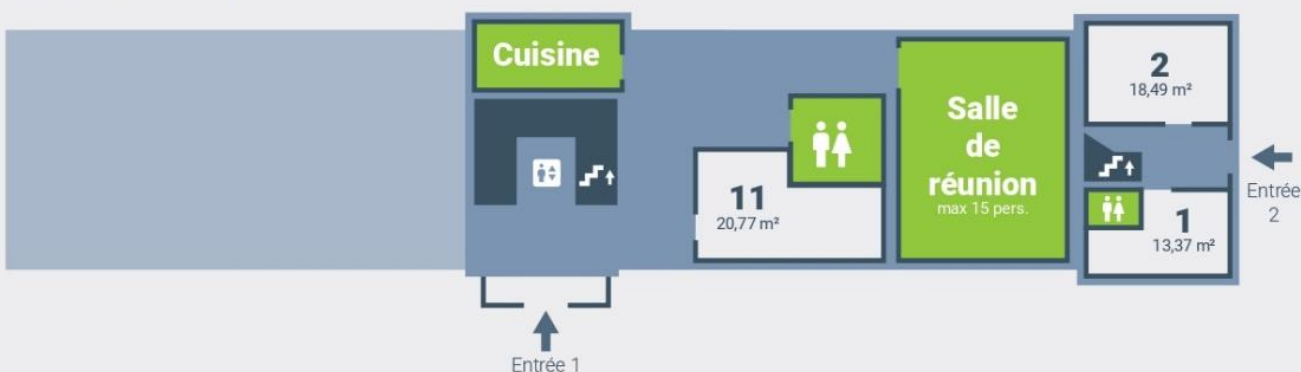 Cuisine
2
18,49 m²
Salle
de
réunion
max 15 pers.
11
20,77 m²
1
13,37 m²
Entrée
2
Entrée 1